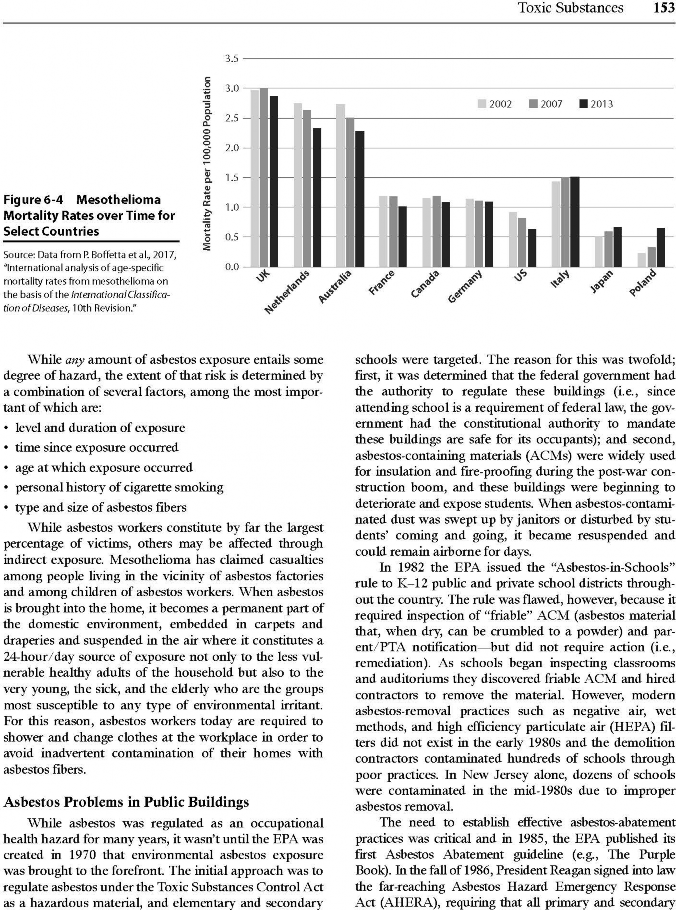 Toxic Substances 153
3.5
3.0
2.5
2.0
1.5
1.0
0.5
0.0
Mortality Rate per 100,000 Population
2002 2007 2013
UK
Netherlands
Australia
France
Canada
Germany
US
Italy
Japan
Poland
Figure 6-4 Mesothelioma
Mortality Rates over Time for
Select Countries
Source: Data from P. Boffetta et al., 2017,
“International analysis of age-specific
mortality rates from mesothelioma on
the basis of the International Classifica-
tion of Diseases, 10th Revision.”
While any amount of asbestos exposure entails some
degree of hazard, the extent of that risk is determined by
a combination of several factors, among the most impor-
tant of which are:
• level and duration of exposure
• time since exposure occurred
• age at which exposure occurred
• personal history of cigarette smoking
• type and size of asbestos fibers
While asbestos workers constitute by far the largest
percentage of victims, others may be affected through
indirect exposure. Mesothelioma has claimed casualties
among people living in the vicinity of asbestos factories
and among children of asbestos workers. When asbestos
is brought into the home, it becomes a permanent part of
the domestic environment, embedded in carpets and
draperies and suspended in the air where it constitutes a
24-hour/day source of exposure not only to the less vul-
nerable healthy adults of the household but also to the
very young, the sick, and the elderly who are the groups
most susceptible to any type of environmental irritant.
For this reason, asbestos workers today are required to
shower and change clothes at the workplace in order to
avoid inadvertent contamination of their homes with
asbestos fibers.
Asbestos Problems in Public Buildings
While asbestos was regulated as an occupational
health hazard for many years, it wasn’t until the EPA was
created in 1970 that environmental asbestos exposure
was brought to the forefront. The initial approach was to
regulate asbestos under the Toxic Substances Control Act
as a hazardous material, and elementary and secondary
schools were targeted. The reason for this was twofold;
first, it was determined that the federal government had
the authority to regulate these buildings (i.e., since
attending school is a requirement of federal law, the gov-
ernment had the constitutional authority to mandate
these buildings are safe for its occupants); and second,
asbestos-containing materials (ACMs) were widely used
for insulation and fire-proofing during the post-war con-
struction boom, and these buildings were beginning to
deteriorate and expose students. When asbestos-contami-
nated dust was swept up by janitors or disturbed by stu-
dents’ coming and going, it became resuspended and
could remain airborne for days.
In 1982 the EPA issued the “Asbestos-in-Schools”
rule to K–12 public and private school districts through-
out the country. The rule was flawed, however, because it
required inspection of “friable” ACM (asbestos material
that, when dry, can be crumbled to a powder) and par-
ent/PTA notification—but did not require action (i.e.,
remediation). As schools began inspecting classrooms
and auditoriums they discovered friable ACM and hired
contractors to remove the material. However, modern
asbestos-removal practices such as negative air, wet
methods, and high efficiency particulate air (HEPA) fil-
ters did not exist in the early 1980s and the demolition
contractors contaminated hundreds of schools through
poor practices. In New Jersey alone, dozens of schools
were contaminated in the mid-1980s due to improper
asbestos removal.
The need to establish effective asbestos-abatement
practices was critical and in 1985, the EPA published its
first Asbestos Abatement guideline (e.g., The Purple
Book). In the fall of 1986, President Reagan signed into law
the far-reaching Asbestos Hazard Emergency Response
Act (AHERA), requiring that all primary and secondary